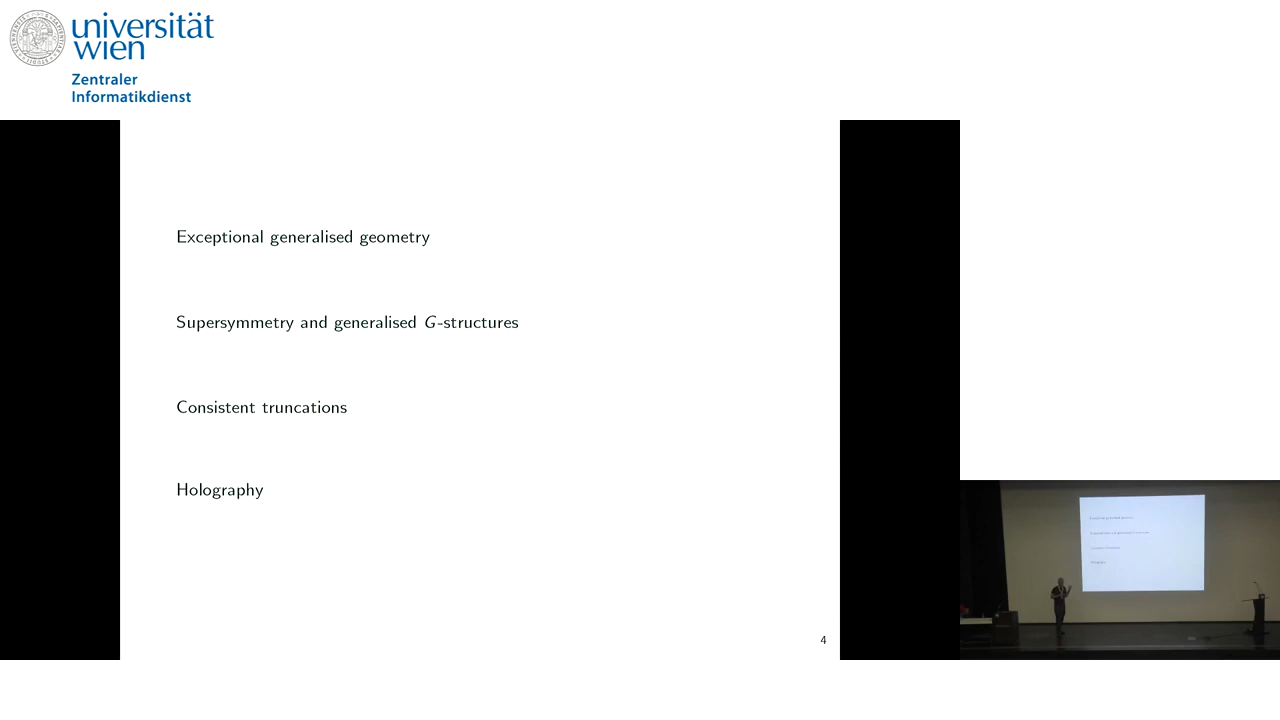 universität
wien
Zentraler
Informatikdienst
Exceptional generalised geometry
Supersymmetry and generalised G-structures
Consistent truncations
Holography
4